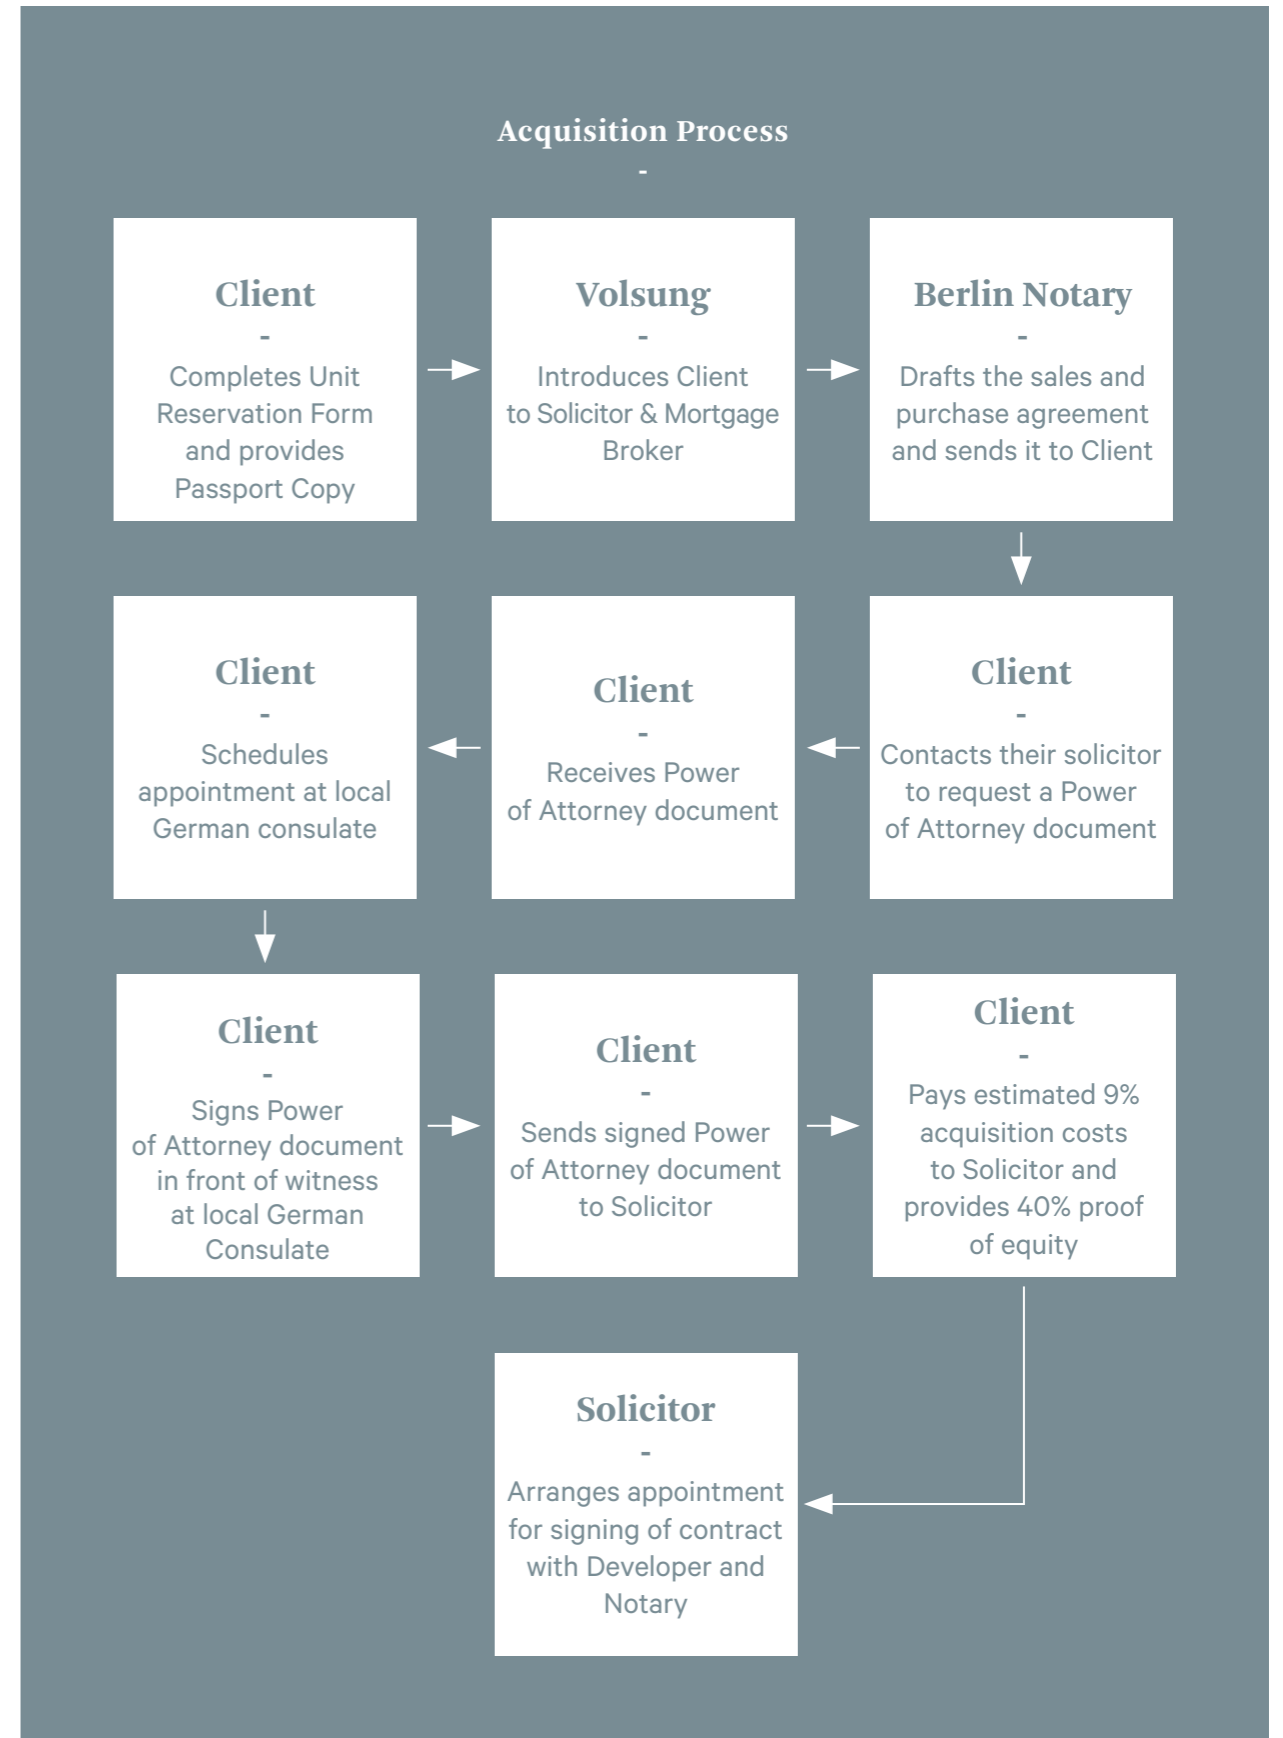 Acquisition Process
-
Client
-
Completes Unit
Reservation Form
and provides
Passport Copy
Volsung
-
Introduces Client
to Solicitor & Mortgage
Broker
Berlin Notary
-
Drafts the sales and
purchase agreement
and sends it to Client
Client
-
Contacts their solicitor
to request a Power
of Attorney document
Client
-
Receives Power
of Attorney document
Client
-
Schedules
appointment at local
German consulate
Client
-
Signs Power
of Attorney document
in front of witness
at local German
Consulate
Client
-
Sends signed Power
of Attorney document
to Solicitor
Client
-
Pays estimated 9%
acquisition costs
to Solicitor and
provides 40% proof
of equity
Solicitor
-
Arranges appointment
for signing of contract
with Developer and
Notary